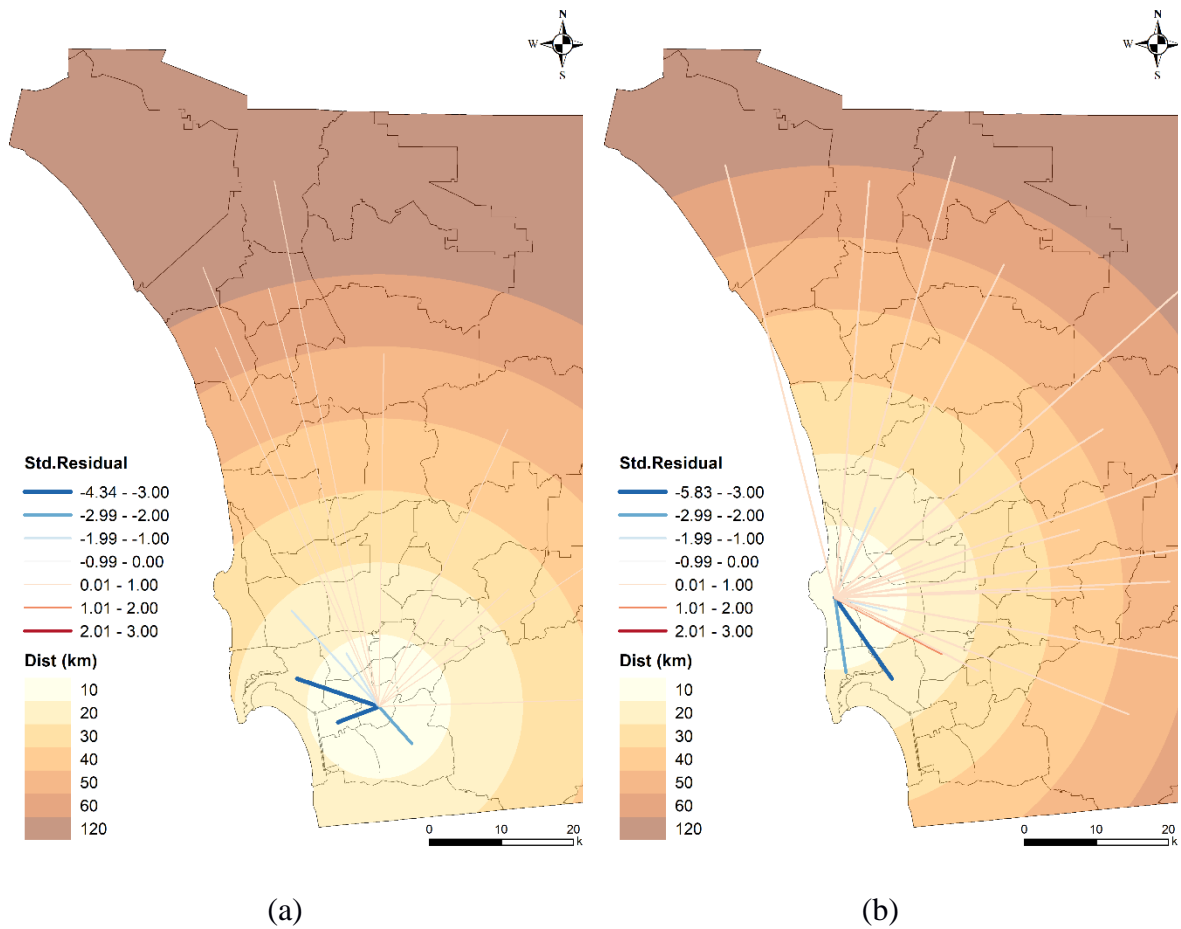 N
W
S
Std.Residual
-4.34 - -3.00
-2.99 - -2.00
-1.99 - -1.00
-0.99 - 0.00
0.01 - 1.00
1.01 - 2.00
2.01 - 3.00
Dist (km)
10
20
30
40
50
60
120
0 10 20
k
(a)
N
W
S
Std.Residual
-5.83 - -3.00
-2.99 - -2.00
-1.99 - -1.00
-0.99 - 0.00
0.01 - 1.00
1.01 - 2.00
2.01 - 3.00
Dist (km)
10
20
30
40
50
60
120
0 10 20
k
(b)